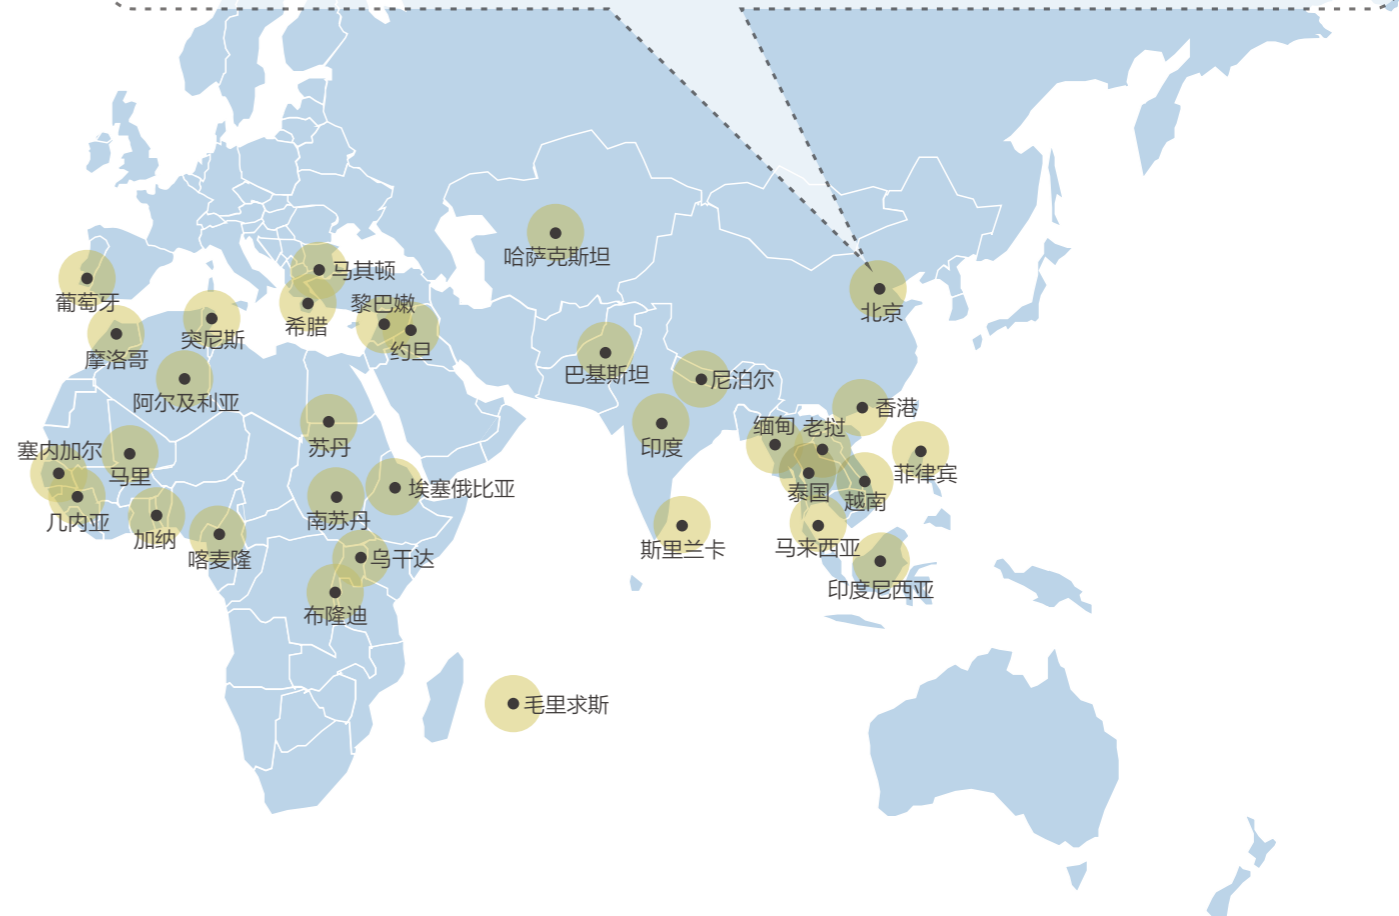 哈萨克斯坦
马其顿
北京
葡萄牙
黎巴嫩
希腊
突尼斯
约旦
摩洛哥
巴基斯坦
尼泊尔
阿尔及利亚
香港
苏丹
印度
缅甸
老挝
塞内加尔
马里
菲律宾
埃塞俄比亚
泰国
越南
几内亚
南苏丹
加纳
斯里兰卡
马来西亚
喀麦隆
乌干达
印度尼西亚
布隆迪
毛里求斯